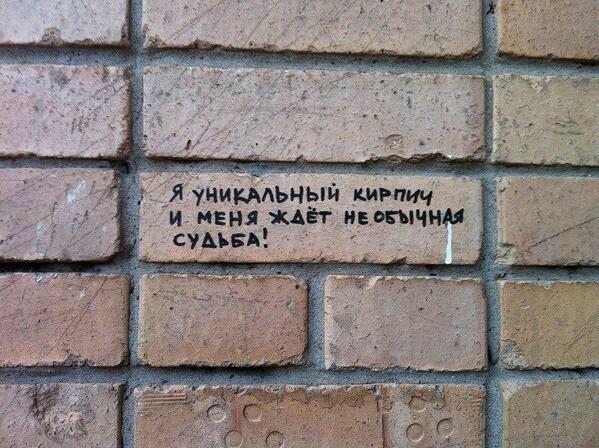 Я УНИКАЛЬНЫЙ КИРПИЧ
И МЕНЯ ЖДЁТ НЕОБЫЧНАЯ
СУДЬБА!